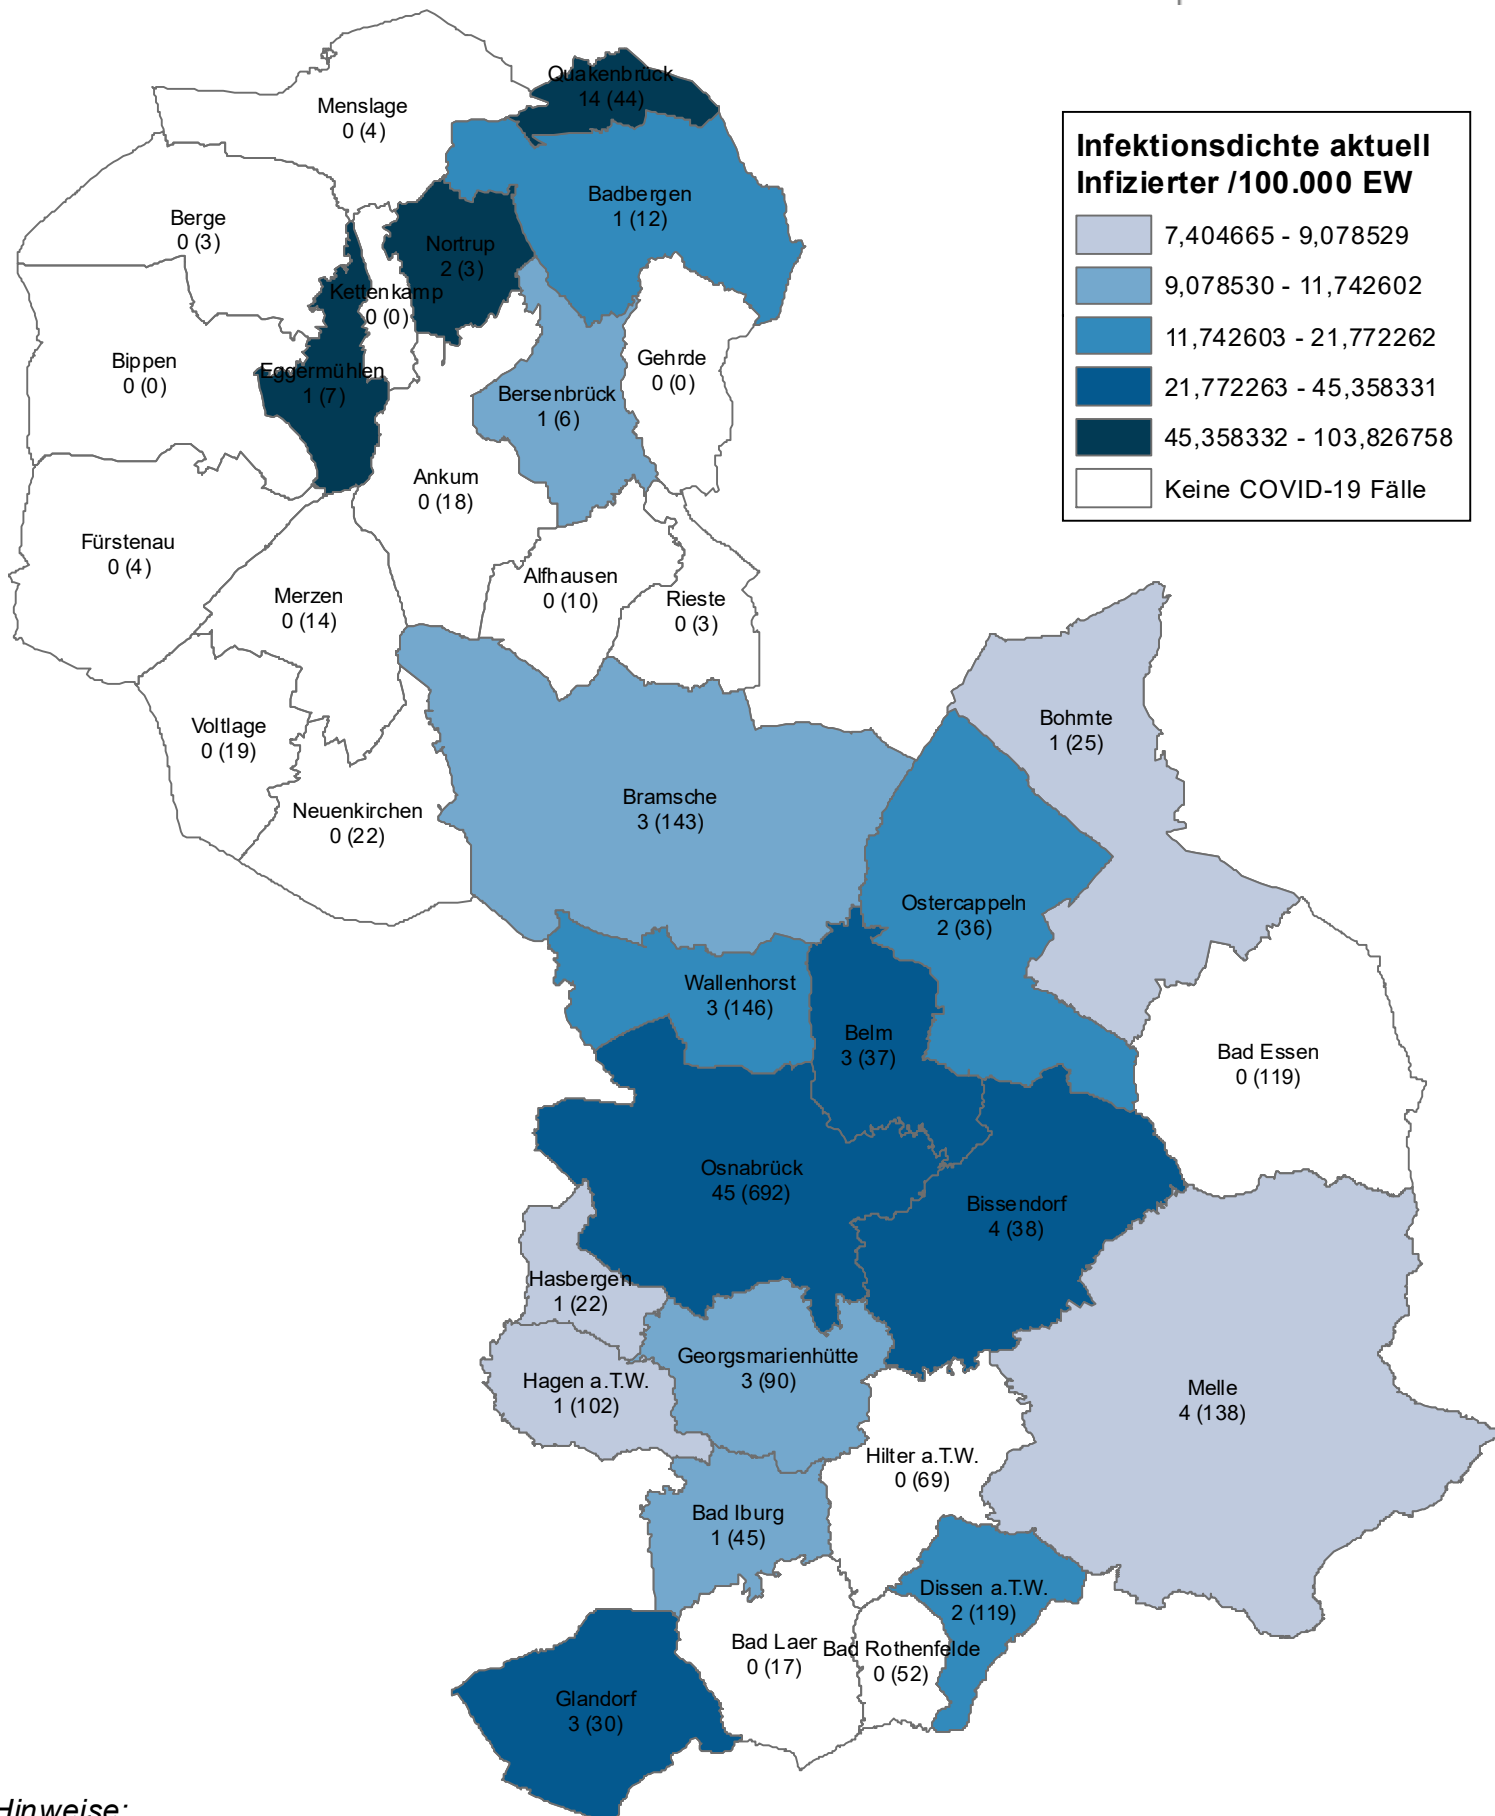 Quakenbrück
14 (44)
Menslage
0 (4)
Infektionsdichte aktuell
Infizierter /100.000 EW
7,404665 - 9,078529
9,078530 - 11,742602
11,742603 - 21,772262
21,772263 - 45,358331
45,358332 - 103,826758
Keine COVID-19 Fälle
Badbergen
1 (12)
Berge
0 (3)
Nortrup
2 (3)
Kettenkamp
0 (0)
Bippen
0 (0)
Eggermühlen
1 (7)
Gehrde
0 (0)
Bersenbrück
1 (6)
Ankum
0 (18)
Fürstenau
0 (4)
Alfhausen
0 (10)
Merzen
0 (14)
Rieste
0 (3)
Voltlage
0 (19)
Bohmte
1 (25)
Bramsche
3 (143)
Neuenkirchen
0 (22)
Ostercappeln
2 (36)
Wallenhorst
3 (146)
Belm
3 (37)
Bad Essen
0 (119)
Osnabrück
45 (692)
Bissendorf
4 (38)
Hasbergen
1 (22)
Georgsmarienhütte
3 (90)
Hagen a.T.W.
1 (102)
Melle
4 (138)
Hilter a.T.W.
0 (69)
Bad Iburg
1 (45)
Dissen a.T.W.
2 (119)
Bad Laer
0 (17)
Bad Rothenfelde
0 (52)
Glandorf
3 (30)
Hinweise: